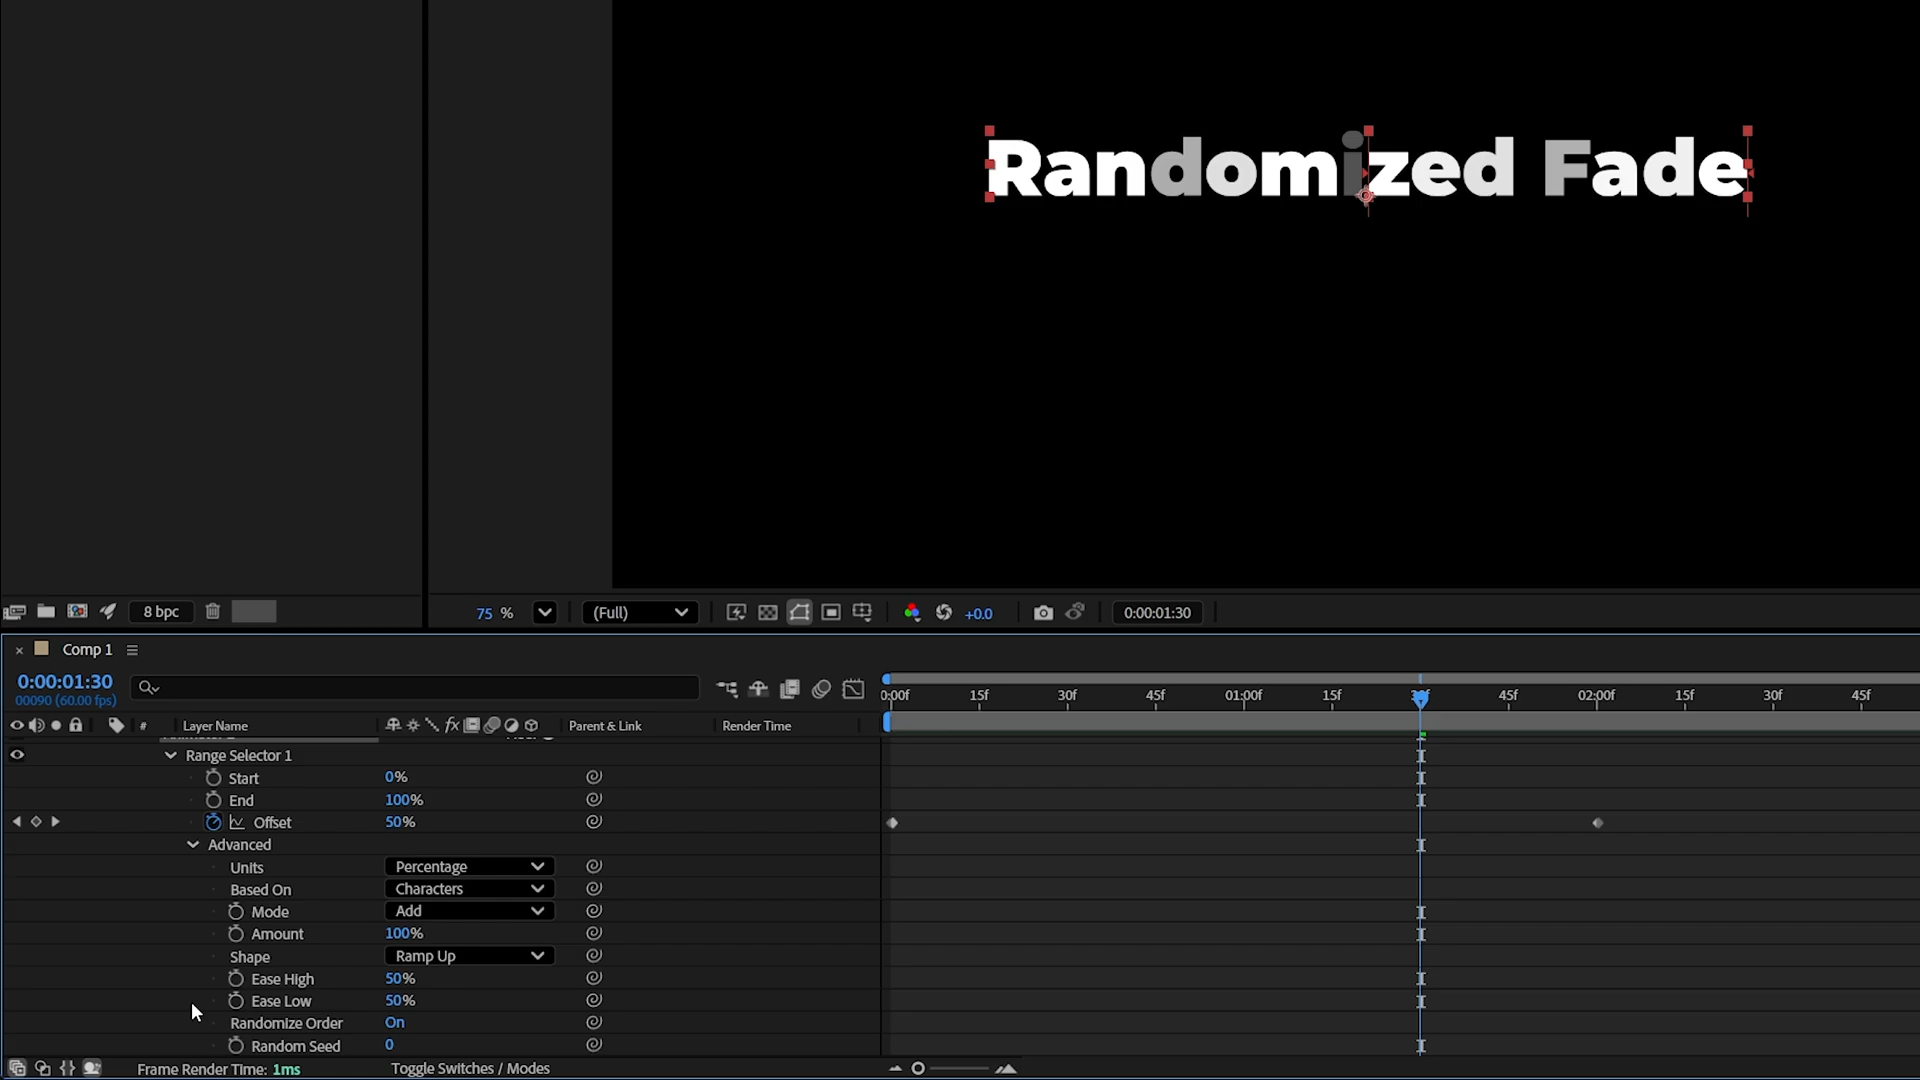 Randomized Fade
8 bpc
75 %
(Full)
+0.0
0:00:01:30
× Comp 1
0:00:01:30
00090 (60.00 fps)
0:00f 15f 30f 45f 01:00f 15f 45f 02:00f 15f 30f 45f
# Layer Name fx Parent & Link Render Time
Range Selector 1
Start 0%
End 100%
Offset 50%
Advanced
Units Percentage
Based On Characters
Mode Add
Amount 100%
Shape Ramp Up
Ease High 50%
Ease Low 50%
Randomize Order On
Random Seed 0
Frame Render Time: 1ms Toggle Switches / Modes